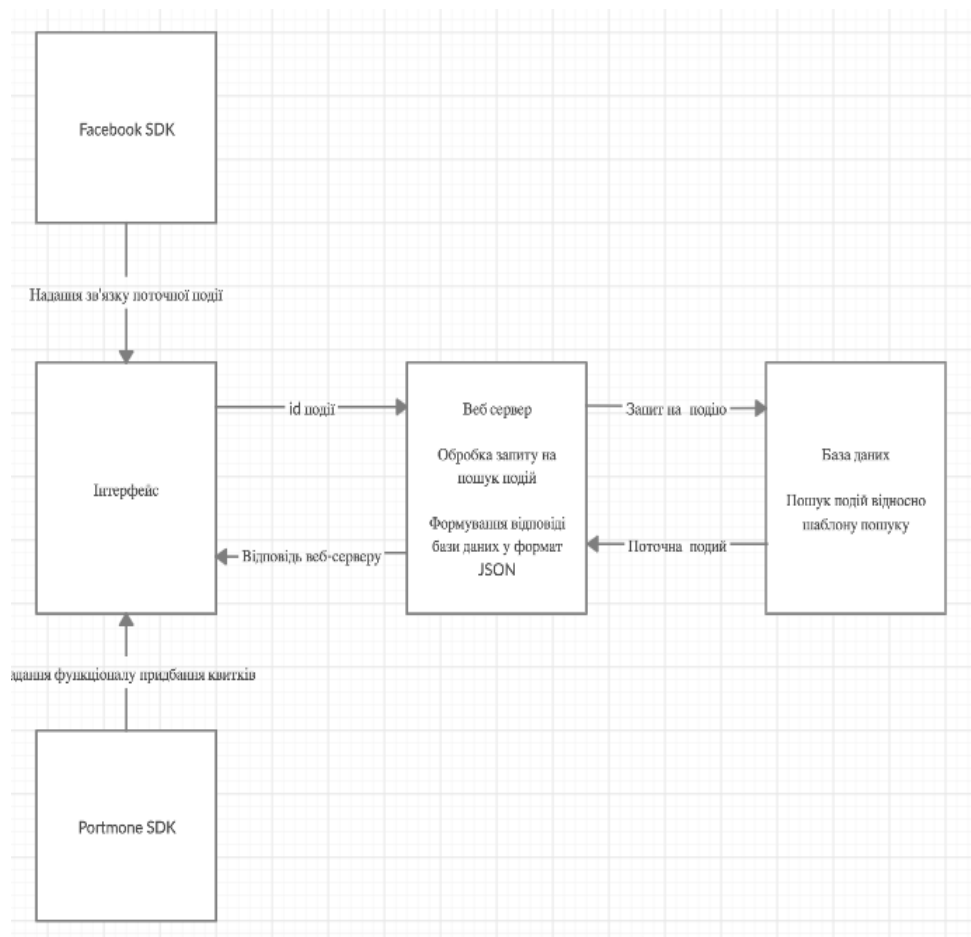 Facebook SDK
Надання зв'язку поточної події
Інтерфейс
id події
Веб сервер
Обробка запиту на
пошук подій
Формування відповіді
бази даних у формат
JSON
Запит на подію
База даних
Пошук подій відносно
шаблону пошуку
Відповідь веб-серверу
Поточна подий
функціоналу придбання квитків
Portmone SDK